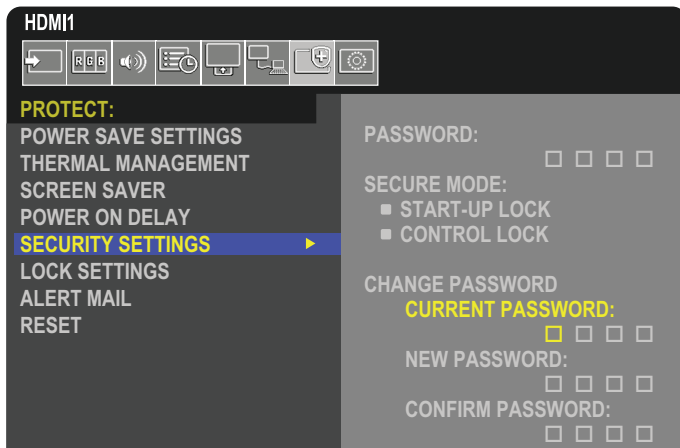 HDMI1
RGB
PROTECT:
POWER SAVE SETTINGS
THERMAL MANAGEMENT
SCREEN SAVER
POWER ON DELAY
SECURITY SETTINGS
LOCK SETTINGS
ALERT MAIL
RESET
PASSWORD:
SECURE MODE:
START-UP LOCK
CONTROL LOCK
CHANGE PASSWORD
CURRENT PASSWORD:
NEW PASSWORD:
CONFIRM PASSWORD: